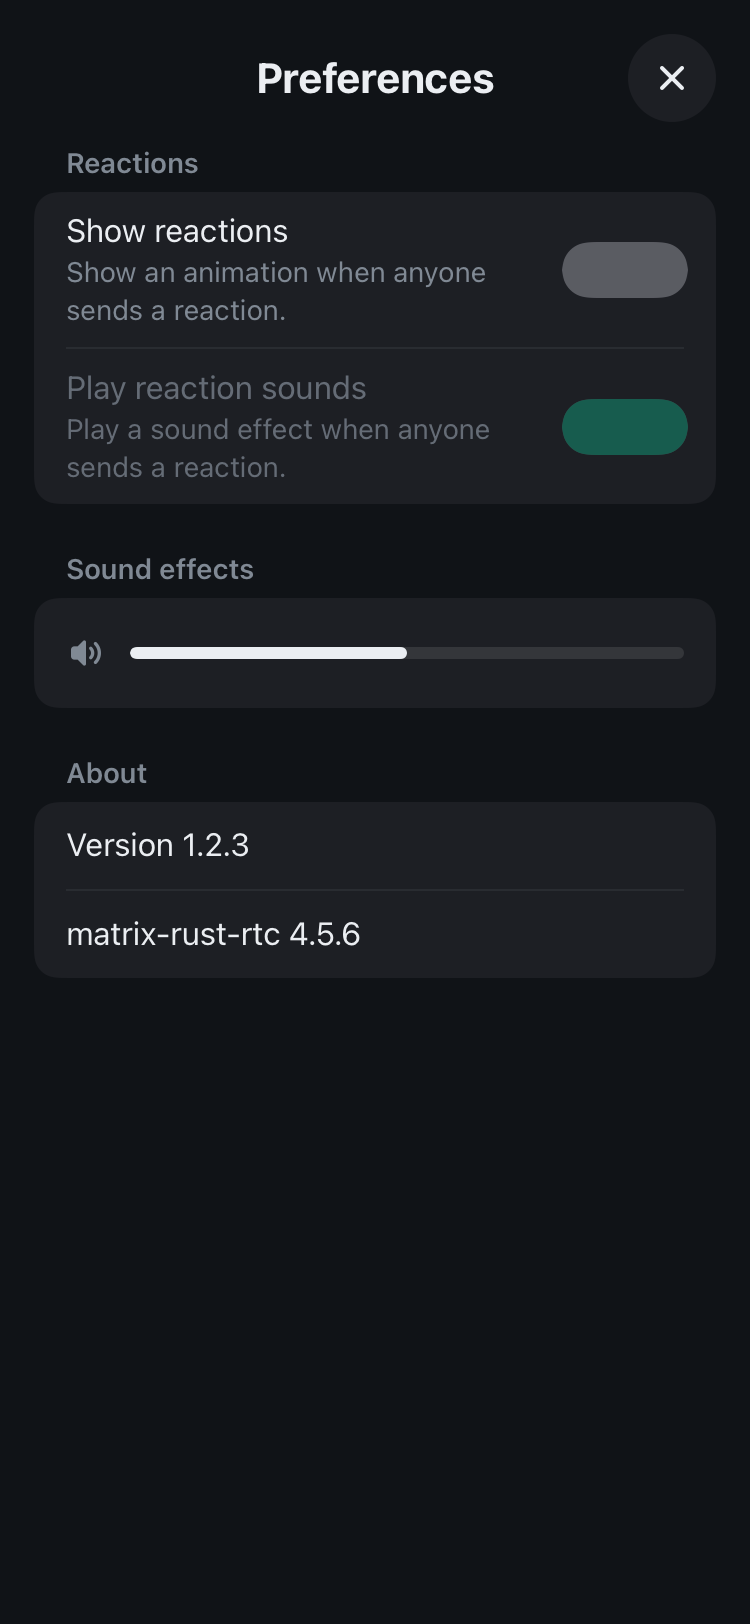 Preferences
Reactions
Show reactions
Show an animation when anyone
sends a reaction.
Play reaction sounds
Play a sound effect when anyone
sends a reaction.
Sound effects
About
Version 1.2.3
matrix-rust-rtc 4.5.6